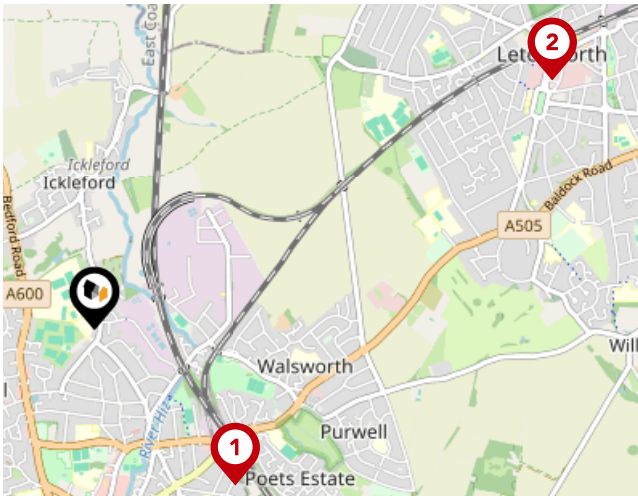 East Coa
2
Letchworth
Ickleford
Ickleford
Bedford Road
Baldock Road
A505
A600
Will
Walsworth
l
River Hiz
Purwell
1
Poets Estate